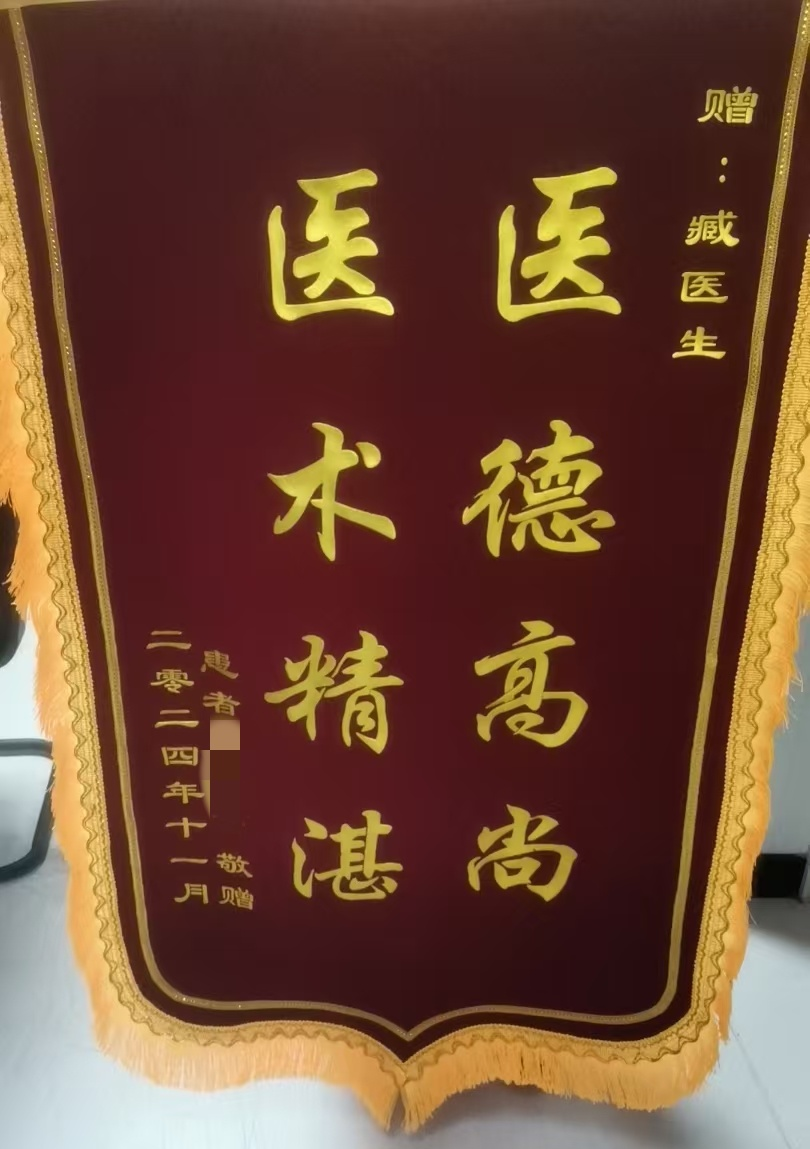 赠：臧医生
医德高尚
医术精湛
患者 敬赠
二零二四年十一月